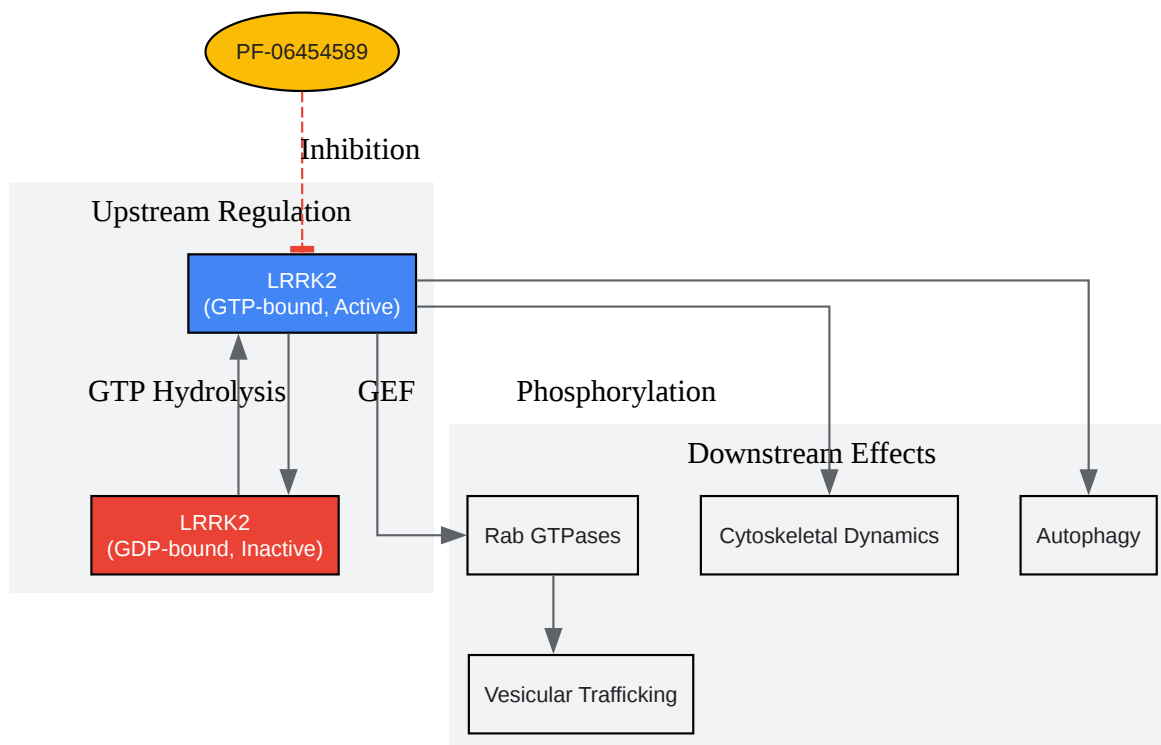 PF-06454589
Inhibition
Upstream Regulation
LRRK2
(GTP-bound, Active)
GTP Hydrolysis
GEF
Phosphorylation
Downstream Effects
LRRK2
(GDP-bound, Inactive)
Rab GTPases
Cytoskeletal Dynamics
Autophagy
Vesicular Trafficking